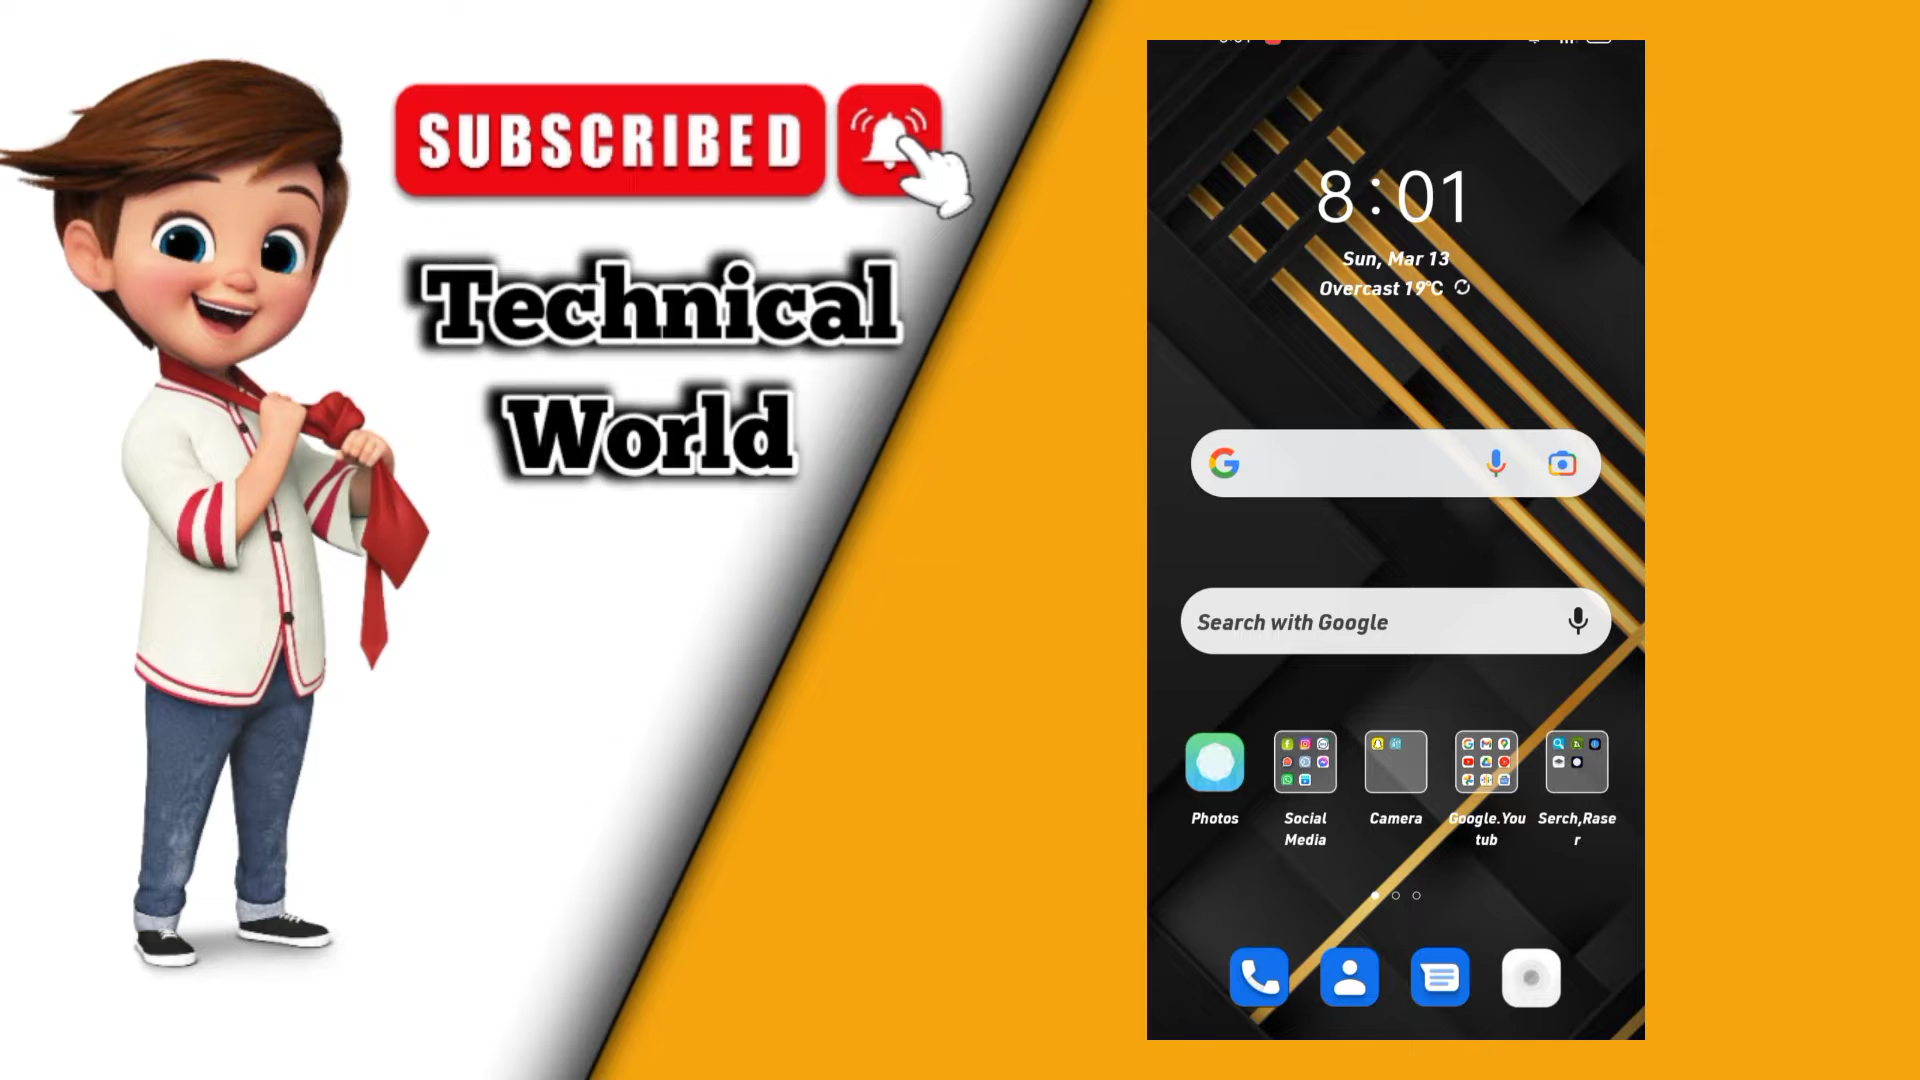 SUBSCRIBED
Technical
World
8:01
Sun, Mar 13
Overcast 19°C
Search with Google
Photos
Social
Media
Camera
Google.You
tub
Serch,Rase
r